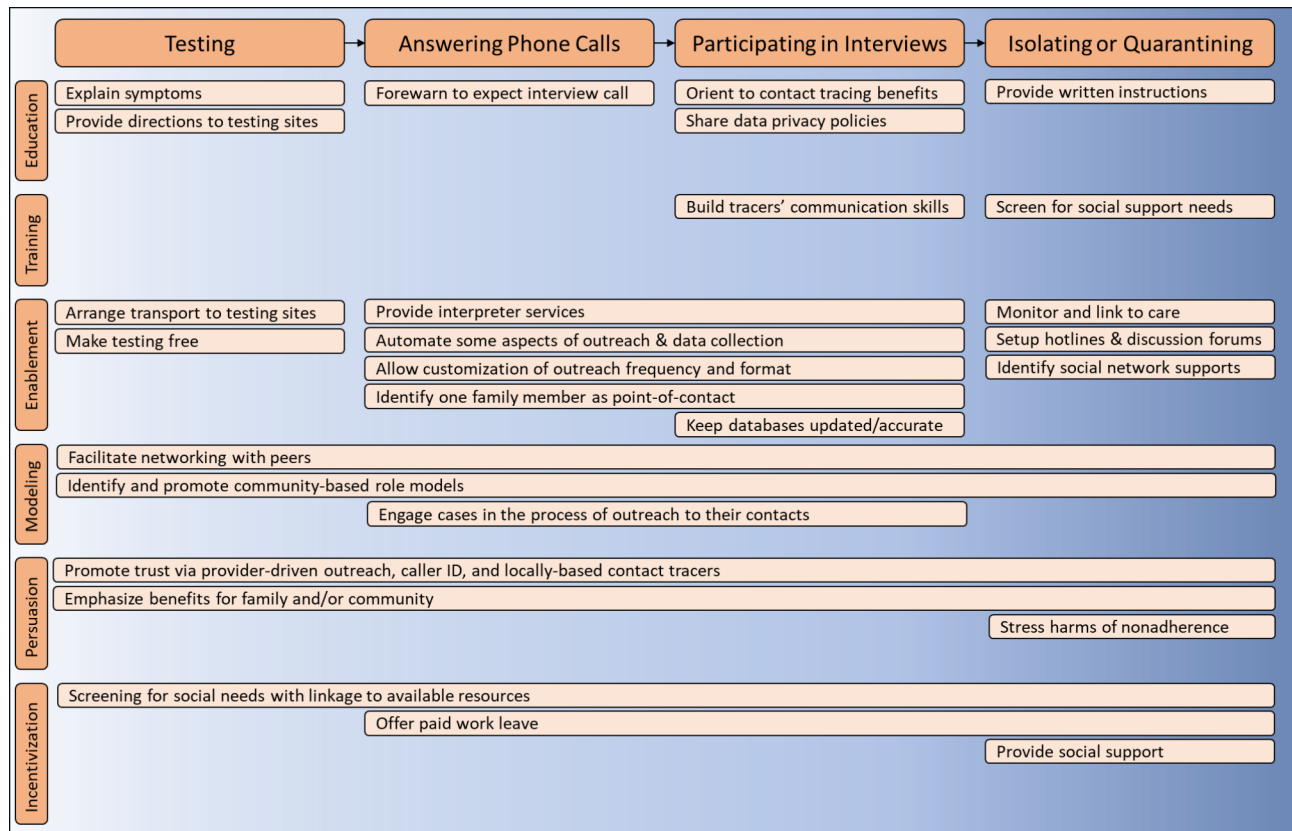 Testing
Answering Phone Calls
Participating in Interviews
Isolating or Quarantining
Education
Explain symptoms
Forewarn to expect interview call
Orient to contact tracing benefits
Provide written instructions
Provide directions to testing sites
Share data privacy policies
Training
Build tracers' communication skills
Screen for social support needs
Enablement
Arrange transport to testing sites
Provide interpreter services
Monitor and link to care
Make testing free
Automate some aspects of outreach & data collection
Setup hotlines & discussion forums
Allow customization of outreach frequency and format
Identify social network supports
Identify one family member as point-of-contact
Keep databases updated/accurate
Modeling
Facilitate networking with peers
Identify and promote community-based role models
Engage cases in the process of outreach to their contacts
Persuasion
Promote trust via provider-driven outreach, caller ID, and locally-based contact tracers
Emphasize benefits for family and/or community
Stress harms of nonadherence
Incentivization
Screening for social needs with linkage to available resources
Offer paid work leave
Provide social support